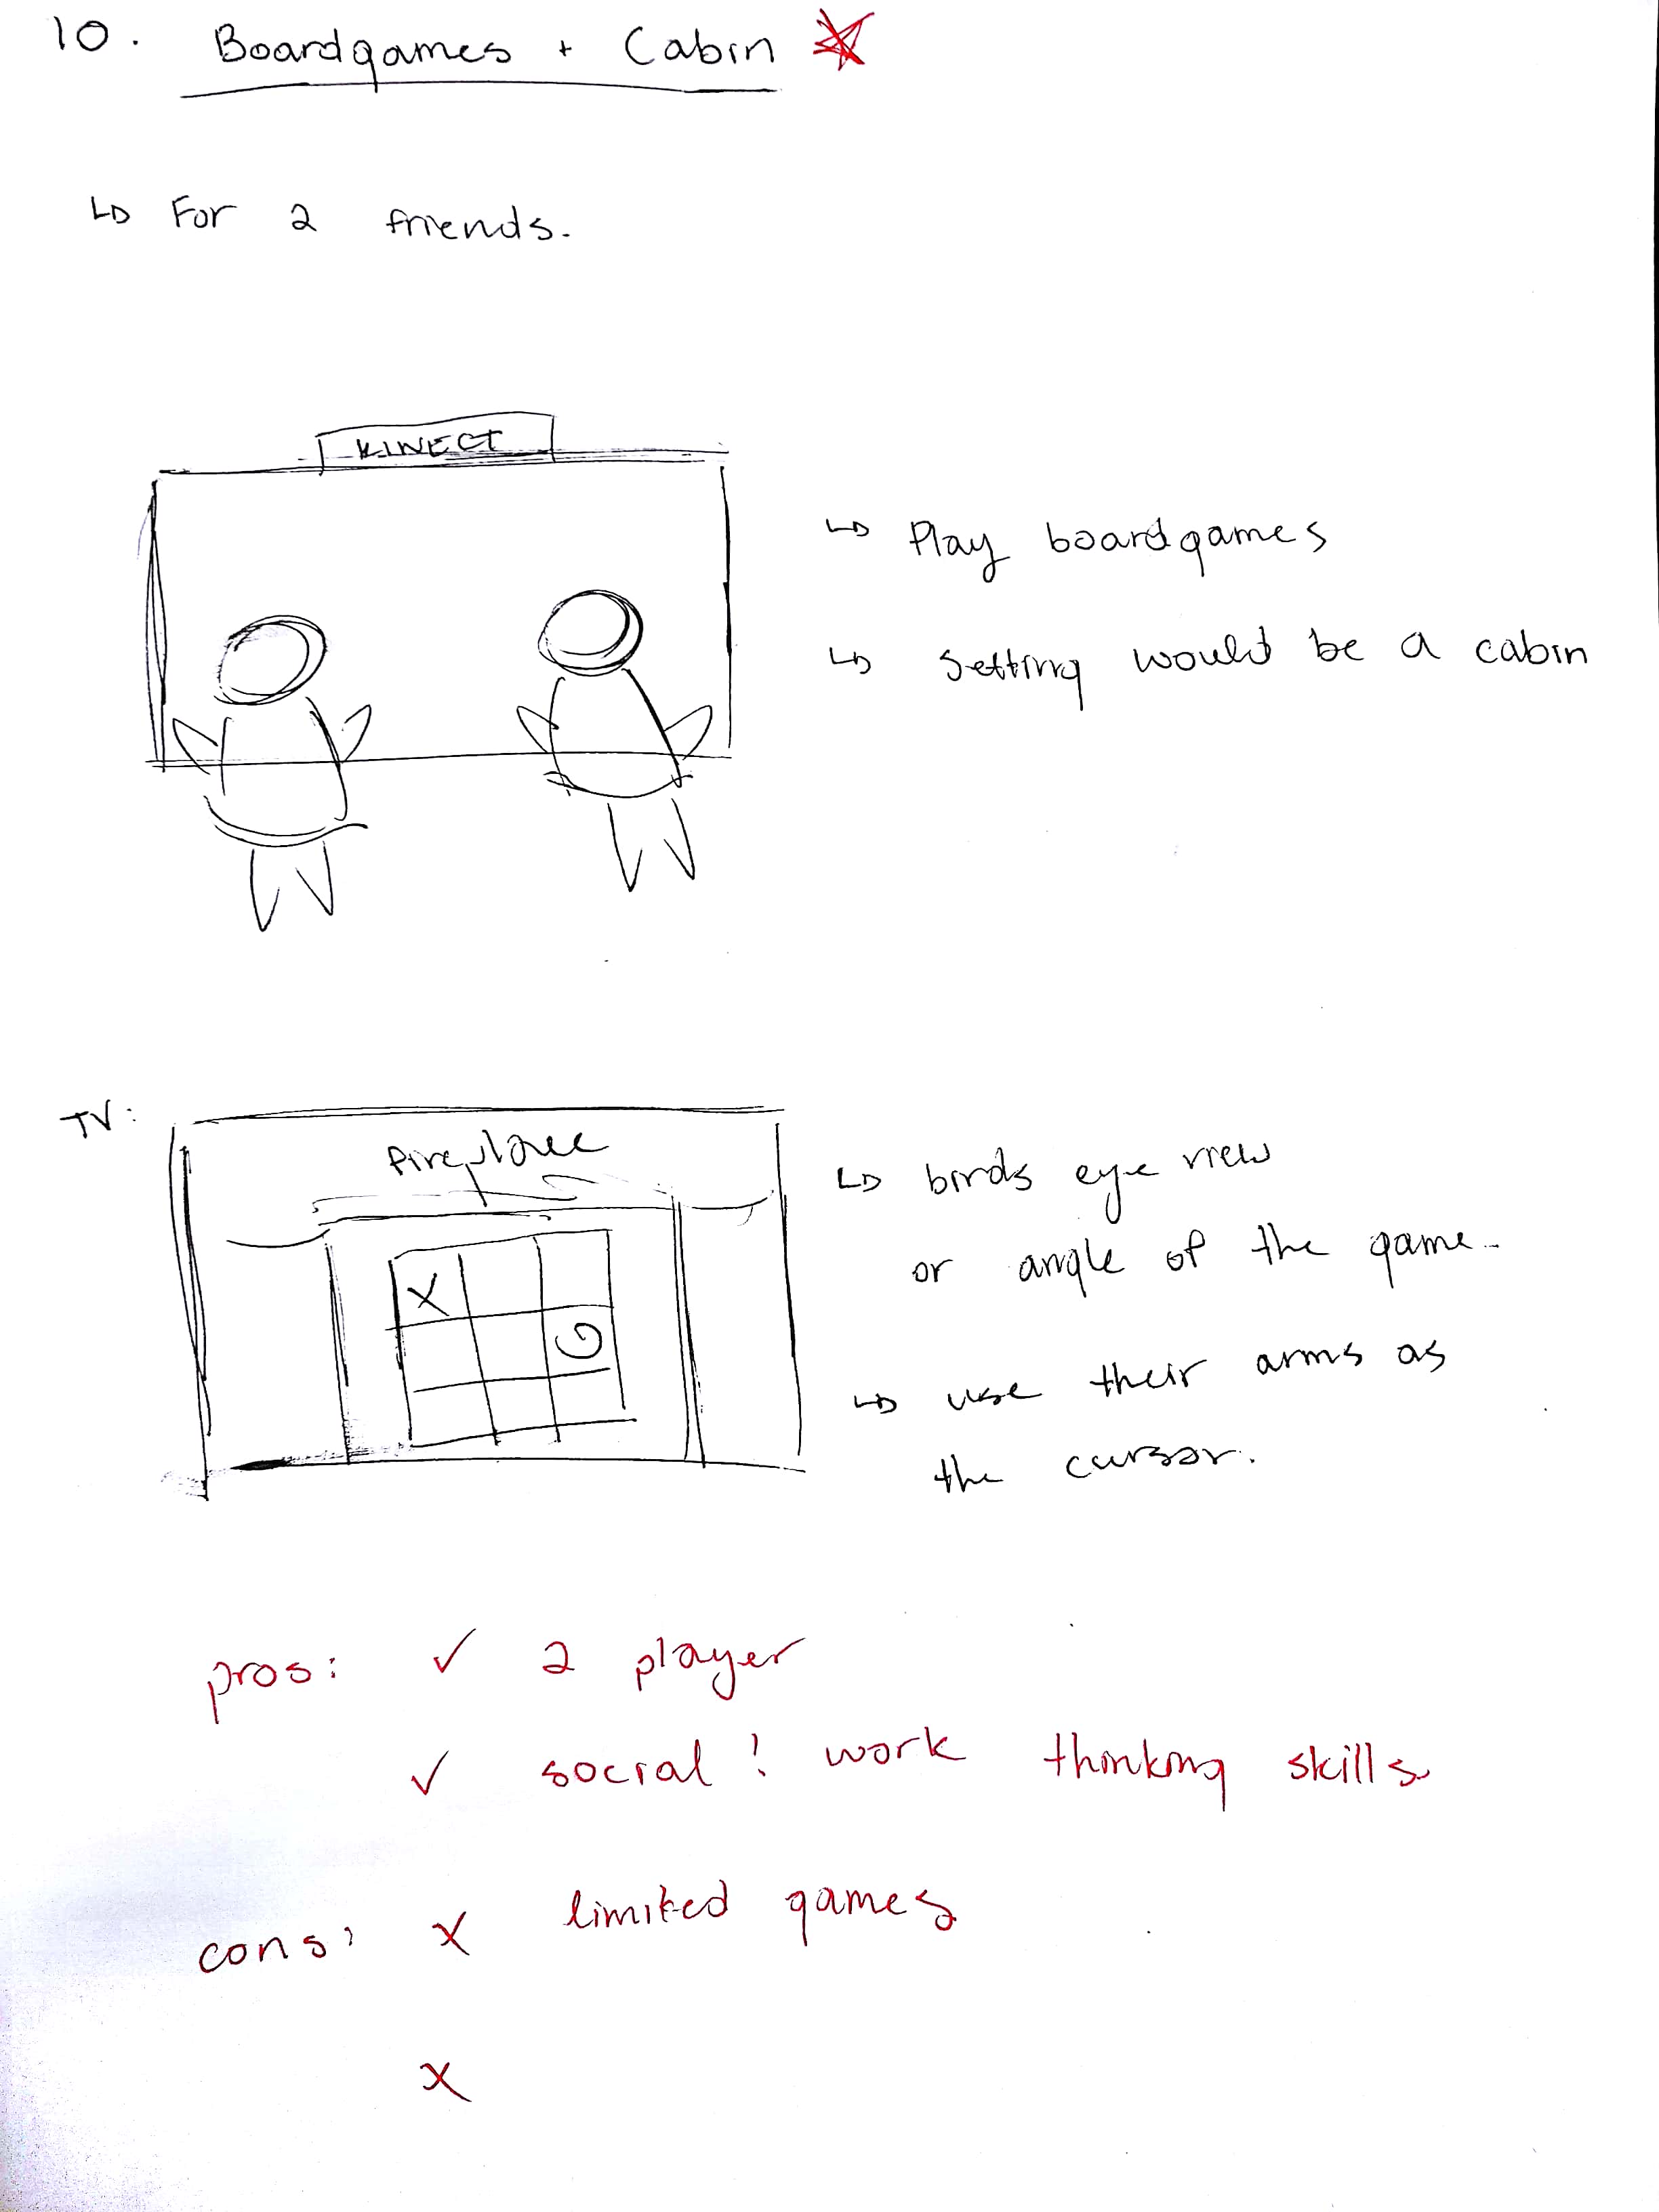 10. Boardgames + Cabin
↳ For 2 friends.
KINECT
↳ Play boardgames
↳ Setting would be a cabin
TV:
fireplace
↳ birds eye view
or angle of the game.
X
O
↳ use their arms as
the cursor.
pros: ✓ 2 player
✓ social! work thinking skills
cons: x limited games
x